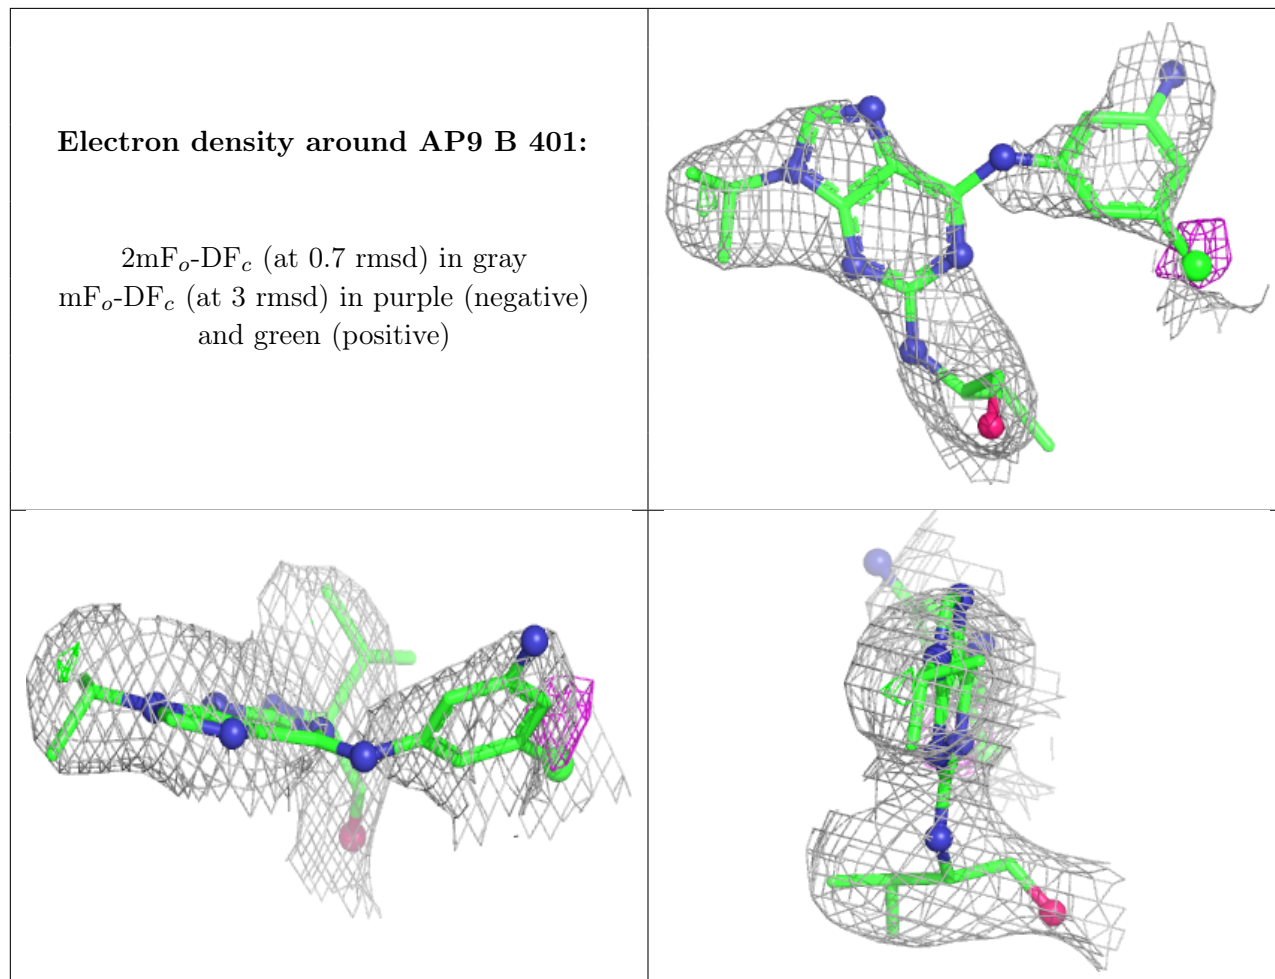 Electron density around AP9 B 401:
2mFₒ-DF𝒸 (at 0.7 rmsd) in gray
mFₒ-DF𝒸 (at 3 rmsd) in purple (negative)
and green (positive)